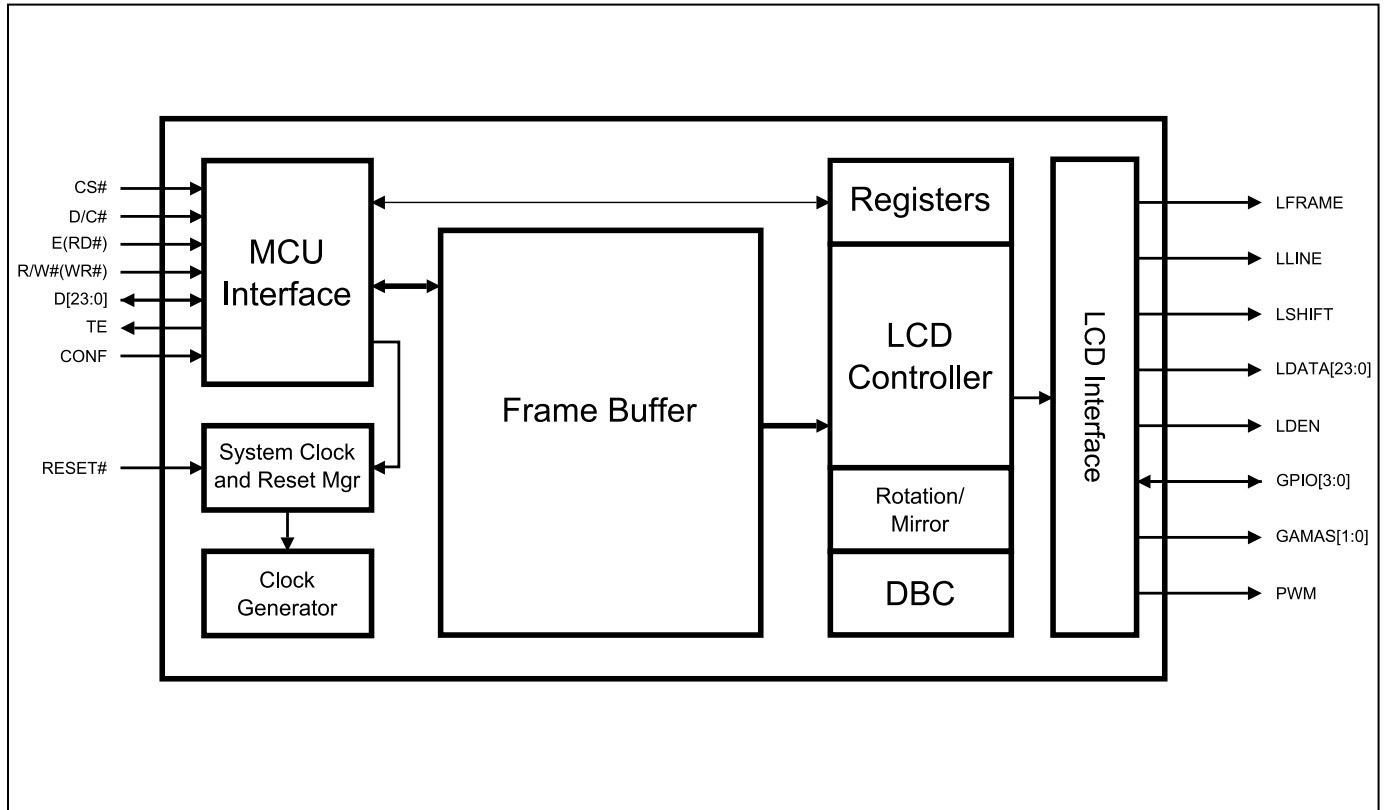 CS#
D/C#
E(RD#)
R/W#(WR#)
D[23:0]
TE
CONF
RESET#
MCU
Interface
System Clock
and Reset Mgr
Clock
Generator
Frame Buffer
Registers
LCD
Controller
Rotation/
Mirror
DBC
LCD Interface
LFRAME
LLINE
LSHIFT
LDATA[23:0]
LDEN
GPIO[3:0]
GAMAS[1:0]
PWM